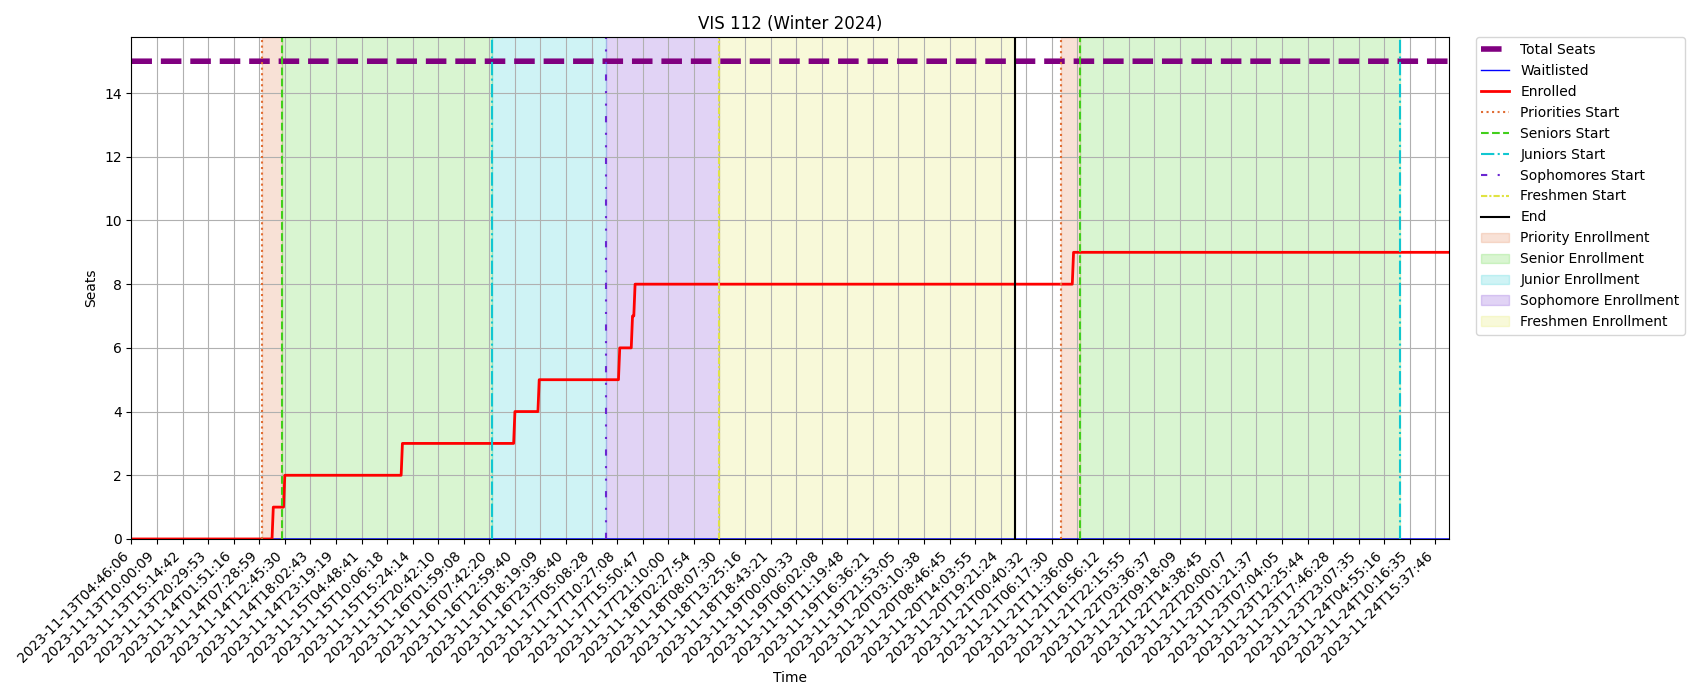 VIS 112 (Winter 2024)
Total Seats
Waitlisted
Enrolled
Priorities Start
Seniors Start
Juniors Start
Sophomores Start
Freshmen Start
End
Priority Enrollment
Senior Enrollment
Junior Enrollment
Sophomore Enrollment
Freshmen Enrollment
Seats
14
12
10
8
6
4
2
0
2023-11-13T04:46:06
2023-11-13T10:00:09
2023-11-13T15:14:42
2023-11-13T20:29:53
2023-11-14T01:51:16
2023-11-14T07:28:59
2023-11-14T12:45:30
2023-11-14T18:02:43
2023-11-14T23:19:19
2023-11-15T04:48:41
2023-11-15T10:06:18
2023-11-15T15:24:14
2023-11-15T20:42:10
2023-11-16T01:59:08
2023-11-16T07:42:20
2023-11-16T12:59:40
2023-11-16T18:19:09
2023-11-16T23:36:40
2023-11-17T05:08:28
2023-11-17T10:27:08
2023-11-17T15:50:47
2023-11-17T21:10:00
2023-11-18T02:27:54
2023-11-18T08:07:30
2023-11-18T13:25:16
2023-11-18T18:43:21
2023-11-19T00:00:33
2023-11-19T06:02:08
2023-11-19T11:19:48
2023-11-19T16:36:21
2023-11-19T21:53:05
2023-11-20T03:10:38
2023-11-20T08:46:45
2023-11-20T14:03:55
2023-11-20T19:21:24
2023-11-21T00:40:32
2023-11-21T06:17:30
2023-11-21T11:36:00
2023-11-21T16:56:12
2023-11-21T22:15:55
2023-11-22T03:36:37
2023-11-22T09:18:09
2023-11-22T14:38:45
2023-11-22T20:00:07
2023-11-23T01:21:37
2023-11-23T07:04:05
2023-11-23T12:25:44
2023-11-23T17:46:28
2023-11-23T23:07:35
2023-11-24T04:55:16
2023-11-24T10:16:35
2023-11-24T15:37:46
Time